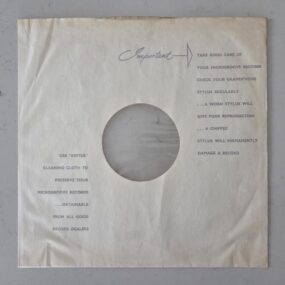 Important
TAKE GOOD CARE OF
YOUR MICROGROOVE RECORDS
CHECK YOUR GRAMOPHONE
STYLUS REGULARLY
...A WORN STYLUS WILL
GIVE POOR REPRODUCTION
...A CHIPPED
STYLUS WILL PERMANENTLY
DAMAGE A RECORD
USE "EMITEX"
CLEANING CLOTH TO
PRESERVE YOUR
MICROGROOVE RECORDS
...OBTAINABLE
FROM ALL GOOD
RECORD DEALERS